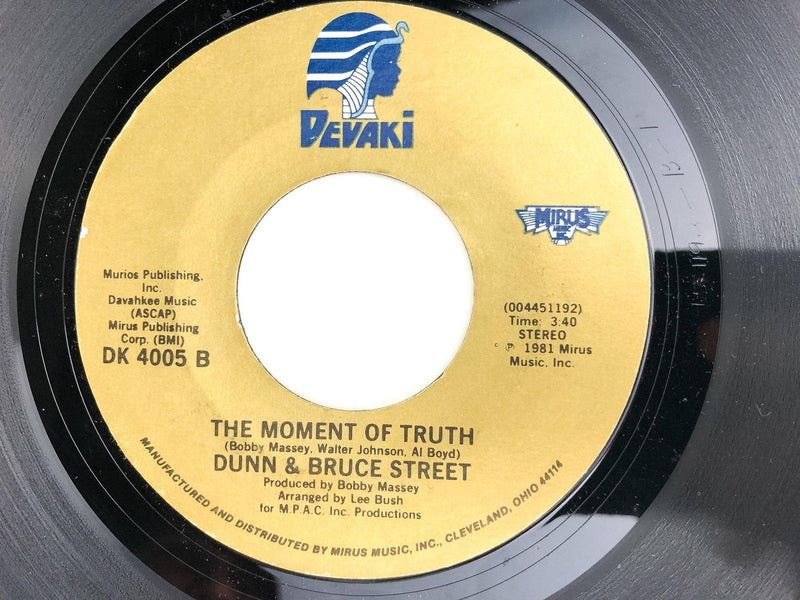 DEVAKI
MIRUS
MUSIC
INC.
Murios Publishing,
Inc.
Davahkee Music
(ASCAP)
Mirus Publishing
Corp. (BMI)
DK 4005 B
(004451192)
Time: 3:40
STEREO
© ℗ 1981 Mirus
Music, Inc.
THE MOMENT OF TRUTH
(Bobby Massey, Walter Johnson, Al Boyd)
DUNN & BRUCE STREET
Produced by Bobby Massey
Arranged by Lee Bush
for M.P.A.C. Inc. Productions
MANUFACTURED AND DISTRIBUTED BY MIRUS MUSIC, INC., CLEVELAND, OHIO 44114